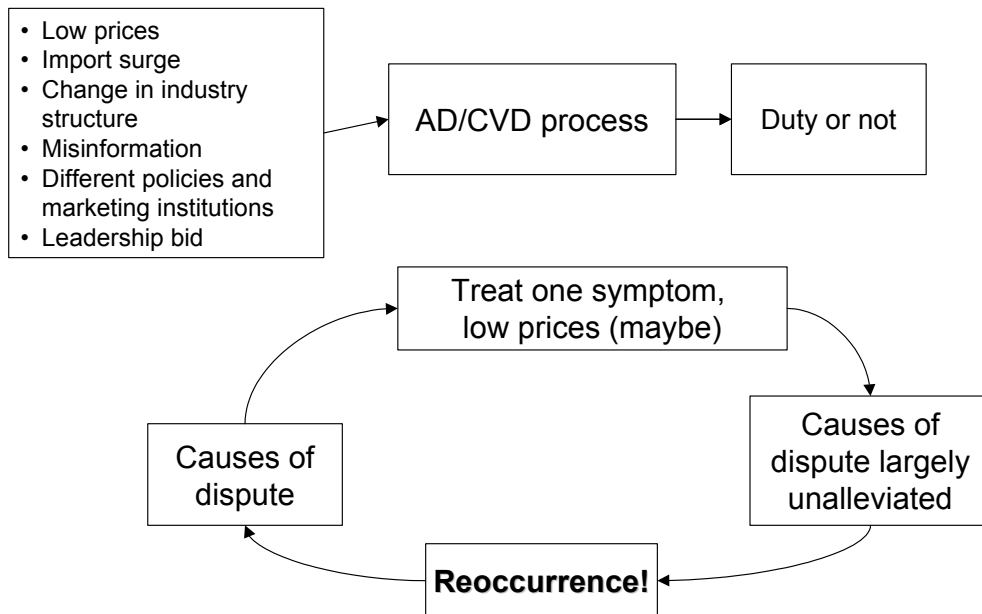 • Low prices
• Import surge
• Change in industry
structure
• Misinformation
• Different policies and
marketing institutions
• Leadership bid
AD/CVD process
Duty or not
Treat one symptom,
low prices (maybe)
Causes of
dispute
Causes of
dispute largely
unalleviated
Reoccurrence!